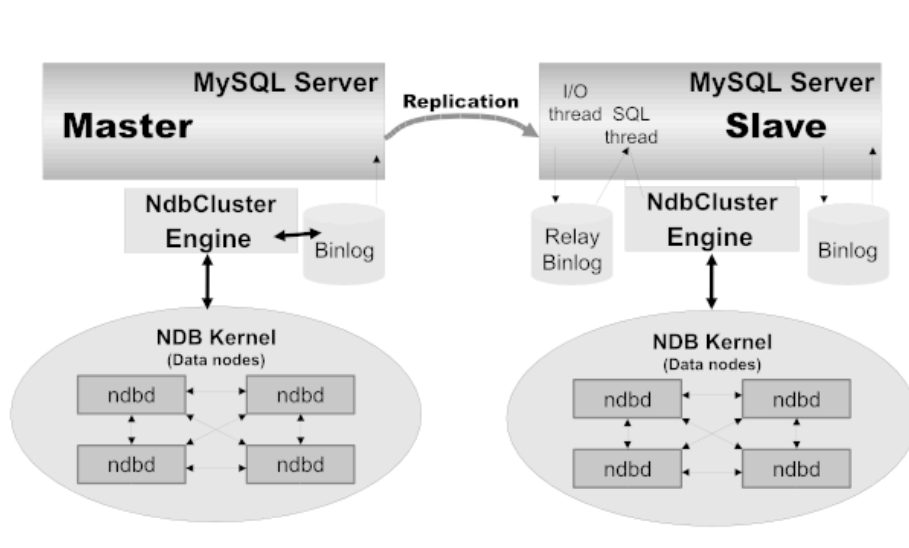 MySQL Server
Master
Replication
I/O
thread
SQL
thread
MySQL Server
Slave
NdbCluster
Engine
Binlog
Relay
Binlog
NdbCluster
Engine
Binlog
NDB Kernel
(Data nodes)
ndbd
ndbd
ndbd
ndbd
NDB Kernel
(Data nodes)
ndbd
ndbd
ndbd
ndbd